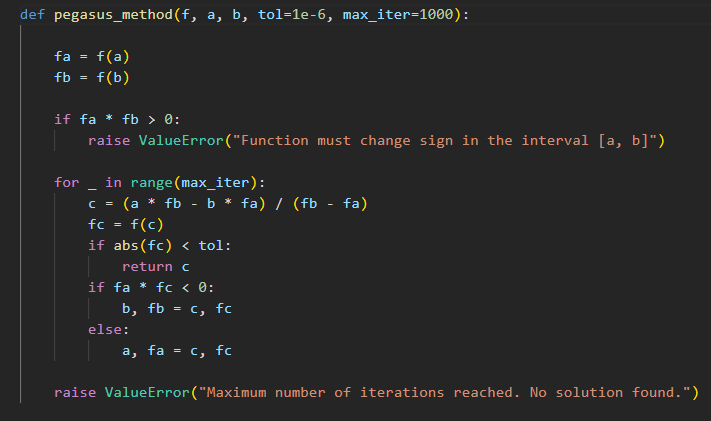 def pegasus_method(f, a, b, tol=1e-6, max_iter=1000):
fa = f(a)
fb = f(b)
if fa * fb > 0:
raise ValueError("Function must change sign in the interval [a, b]")
for _ in range(max_iter):
c = (a * fb - b * fa) / (fb - fa)
fc = f(c)
if abs(fc) < tol:
return c
if fa * fc < 0:
b, fb = c, fc
else:
a, fa = c, fc
raise ValueError("Maximum number of iterations reached. No solution found.")